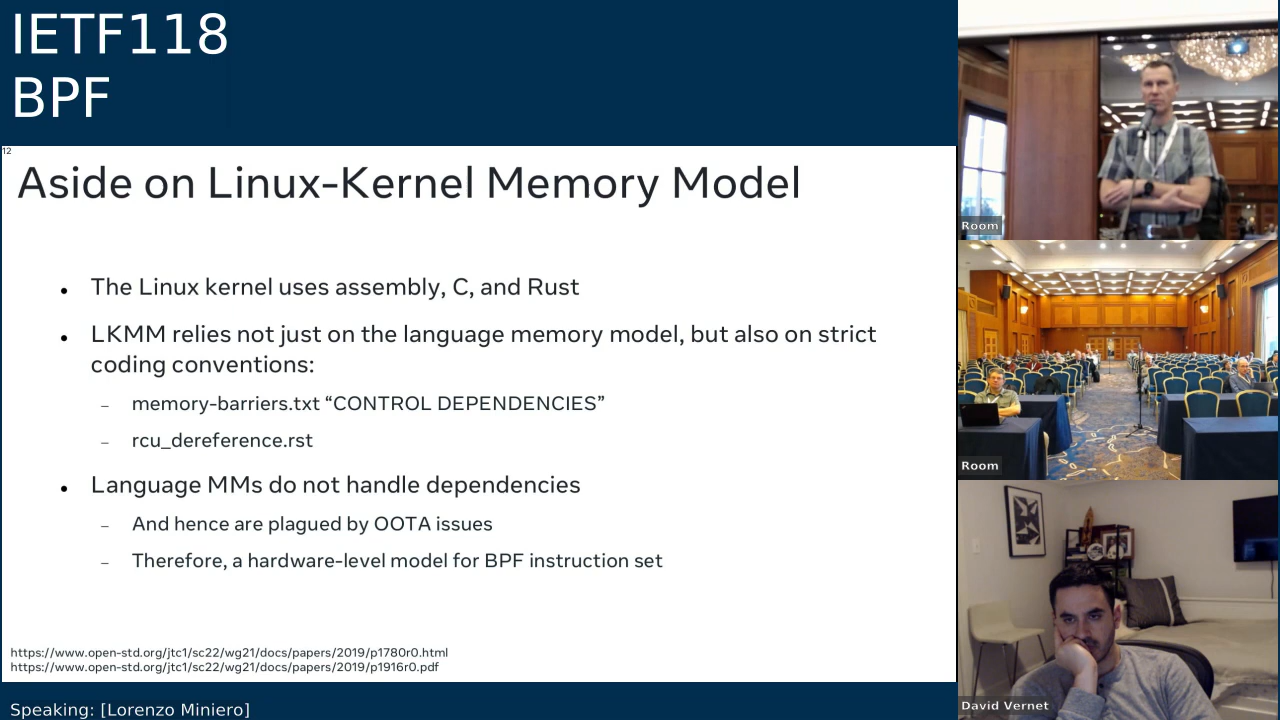 IETF118
BPF
12
Aside on Linux-Kernel Memory Model
• The Linux kernel uses assembly, C, and Rust
• LKMM relies not just on the language memory model, but also on strict
coding conventions:
– memory-barriers.txt “CONTROL DEPENDENCIES”
– rcu_dereference.rst
• Language MMs do not handle dependencies
– And hence are plagued by OOTA issues
– Therefore, a hardware-level model for BPF instruction set
https://www.open-std.org/jtc1/sc22/wg21/docs/papers/2019/p1780r0.html
https://www.open-std.org/jtc1/sc22/wg21/docs/papers/2019/p1916r0.pdf
Speaking: [Lorenzo Miniero]
Room
Room
David Vernet